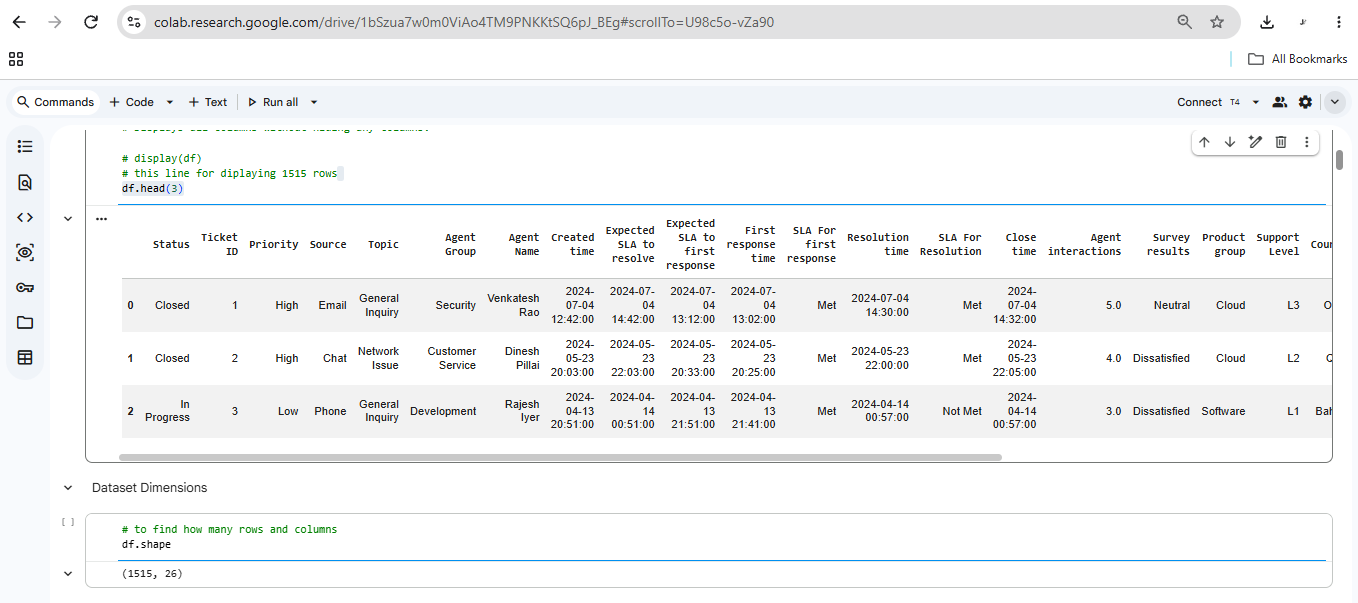 colab.research.google.com/drive/1bSzua7w0m0ViAo4TM9PNKKtSQ6pJ_BEg#scrollTo=U98c5o-vZa90
All Bookmarks
Commands + Code + Text Run all Connect T4
# display(df)
# this line for diplaying 1515 rows
df.head(3)
Status Ticket ID Priority Source Topic Agent Group Agent Name Created time Expected SLA to resolve Expected SLA to first response First response time SLA For first response Resolution time SLA For Resolution Close time Agent interactions Survey results Product group Support Level Cour
0 Closed 1 High Email General Inquiry Security Venkatesh Rao 2024-07-04 12:42:00 2024-07-04 14:42:00 2024-07-04 13:12:00 2024-07-04 13:02:00 Met 2024-07-04 14:30:00 Met 2024-07-04 14:32:00 5.0 Neutral Cloud L3
1 Closed 2 High Chat Network Issue Customer Service Dinesh Pillai 2024-05-23 20:03:00 2024-05-23 22:03:00 2024-05-23 20:33:00 2024-05-23 20:25:00 Met 2024-05-23 22:00:00 Met 2024-05-23 22:05:00 4.0 Dissatisfied Cloud L2
2 In Progress 3 Low Phone General Inquiry Development Rajesh Iyer 2024-04-13 20:51:00 2024-04-14 00:51:00 2024-04-13 21:51:00 2024-04-13 21:41:00 Met 2024-04-14 00:57:00 Not Met 2024-04-14 00:57:00 3.0 Dissatisfied Software L1 Bah
Dataset Dimensions
[ ]
# to find how many rows and columns
df.shape
(1515, 26)